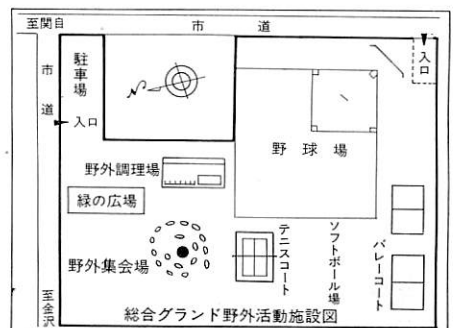 至関自
市道
市道
駐車場
入口
入口
N
野球場
野外調理場
緑の広場
野外集会場
テニスコート
ソフトボール場
バレーコート
至金沢
総合グランド野外活動施設図